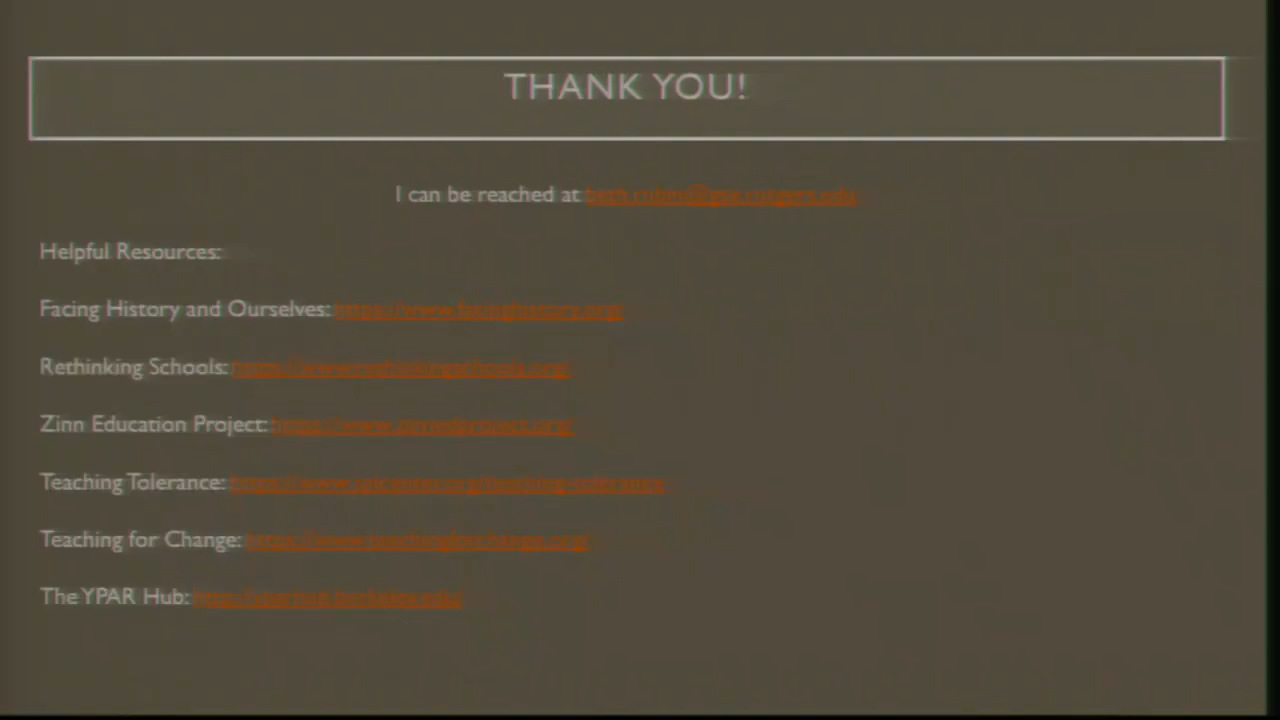 THANK YOU!
I can be reached at beth.rubin@gse.rutgers.edu
Helpful Resources:
Facing History and Ourselves: https://www.facinghistory.org/
Rethinking Schools: https://www.rethinkingschools.org/
Zinn Education Project: https://www.zinnedproject.org/
Teaching Tolerance: https://www.splcenter.org/teaching-tolerance
Teaching for Change: https://www.teachingforchange.org/
The YPAR Hub: http://yparhub.berkeley.edu/